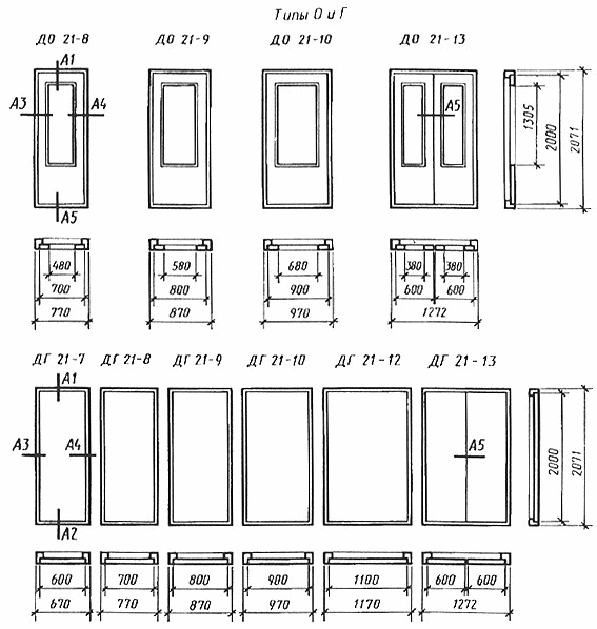 Типы О и Г
ДО 21-8 ДО 21-9 ДО 21-10 ДО 21-13
А1
А3 А4 А5
А5
1305 2000 2071
480 580 680 380 380
700 800 900 600 600
770 870 970 1272
ДГ 21-7 ДГ 21-8 ДГ 21-9 ДГ 21-10 ДГ 21-12 ДГ 21-13
А1
А3 А4 А5
А2
2000 2071
600 700 800 900 1100 600 600
670 770 870 970 1170 1272